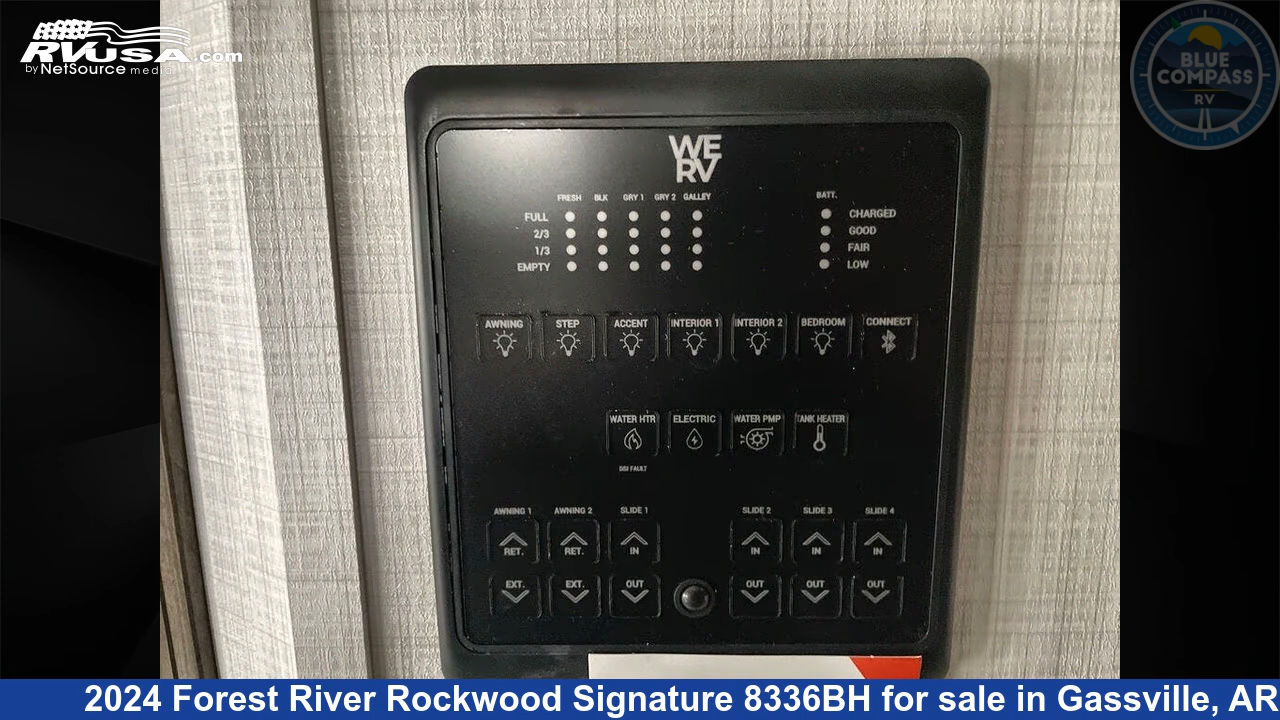 RVUSA.com
by NetSource media
BLUE
COMPASS
RV
WE
RV
FRESH BLK GRY 1 GRY 2 GALLEY BATT.
FULL CHARGED
2/3 GOOD
1/3 FAIR
EMPTY LOW
AWNING STEP ACCENT INTERIOR 1 INTERIOR 2 BEDROOM CONNECT
WATER HTR ELECTRIC WATER PMP TANK HEATER
DSI FAULT
AWNING 1 AWNING 2 SLIDE 1 SLIDE 2 SLIDE 3 SLIDE 4
RET. RET. IN IN IN IN
EXT. EXT. OUT OUT OUT OUT
2024 Forest River Rockwood Signature 8336BH for sale in Gassville, AR